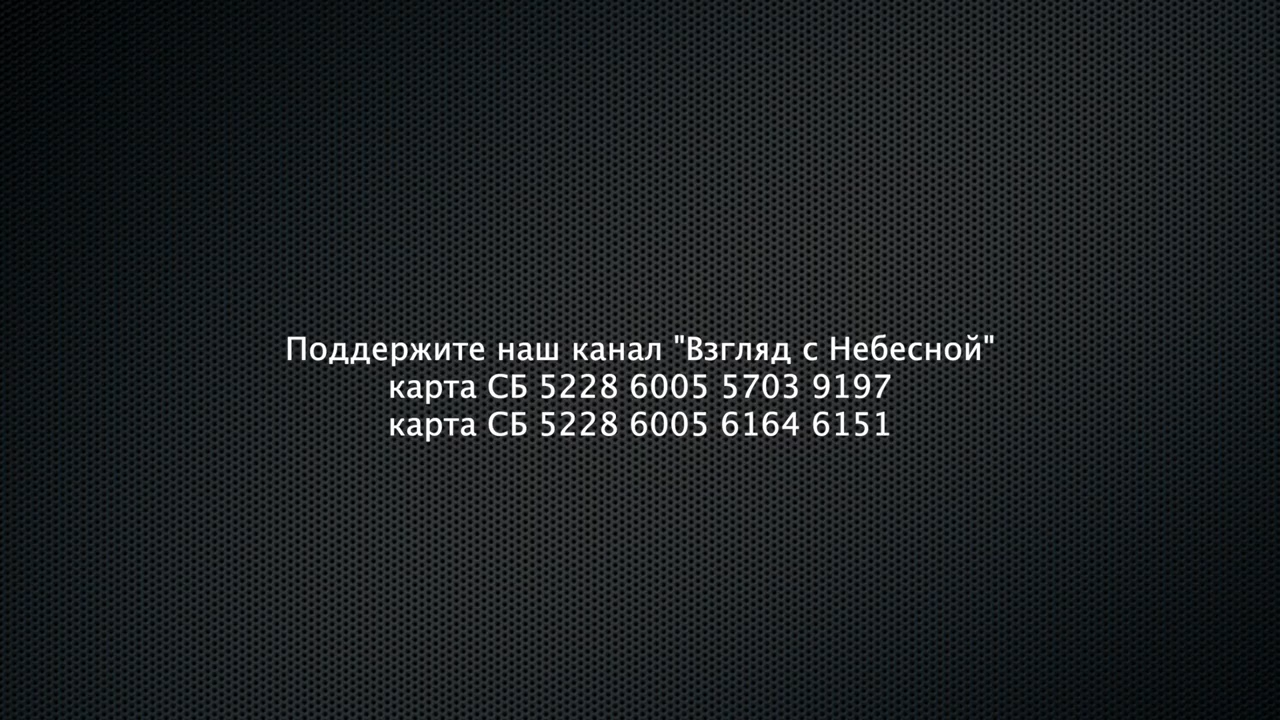 Поддержите наш канал "Взгляд с Небесной"
карта СБ 5228 6005 5703 9197
карта СБ 5228 6005 6164 6151